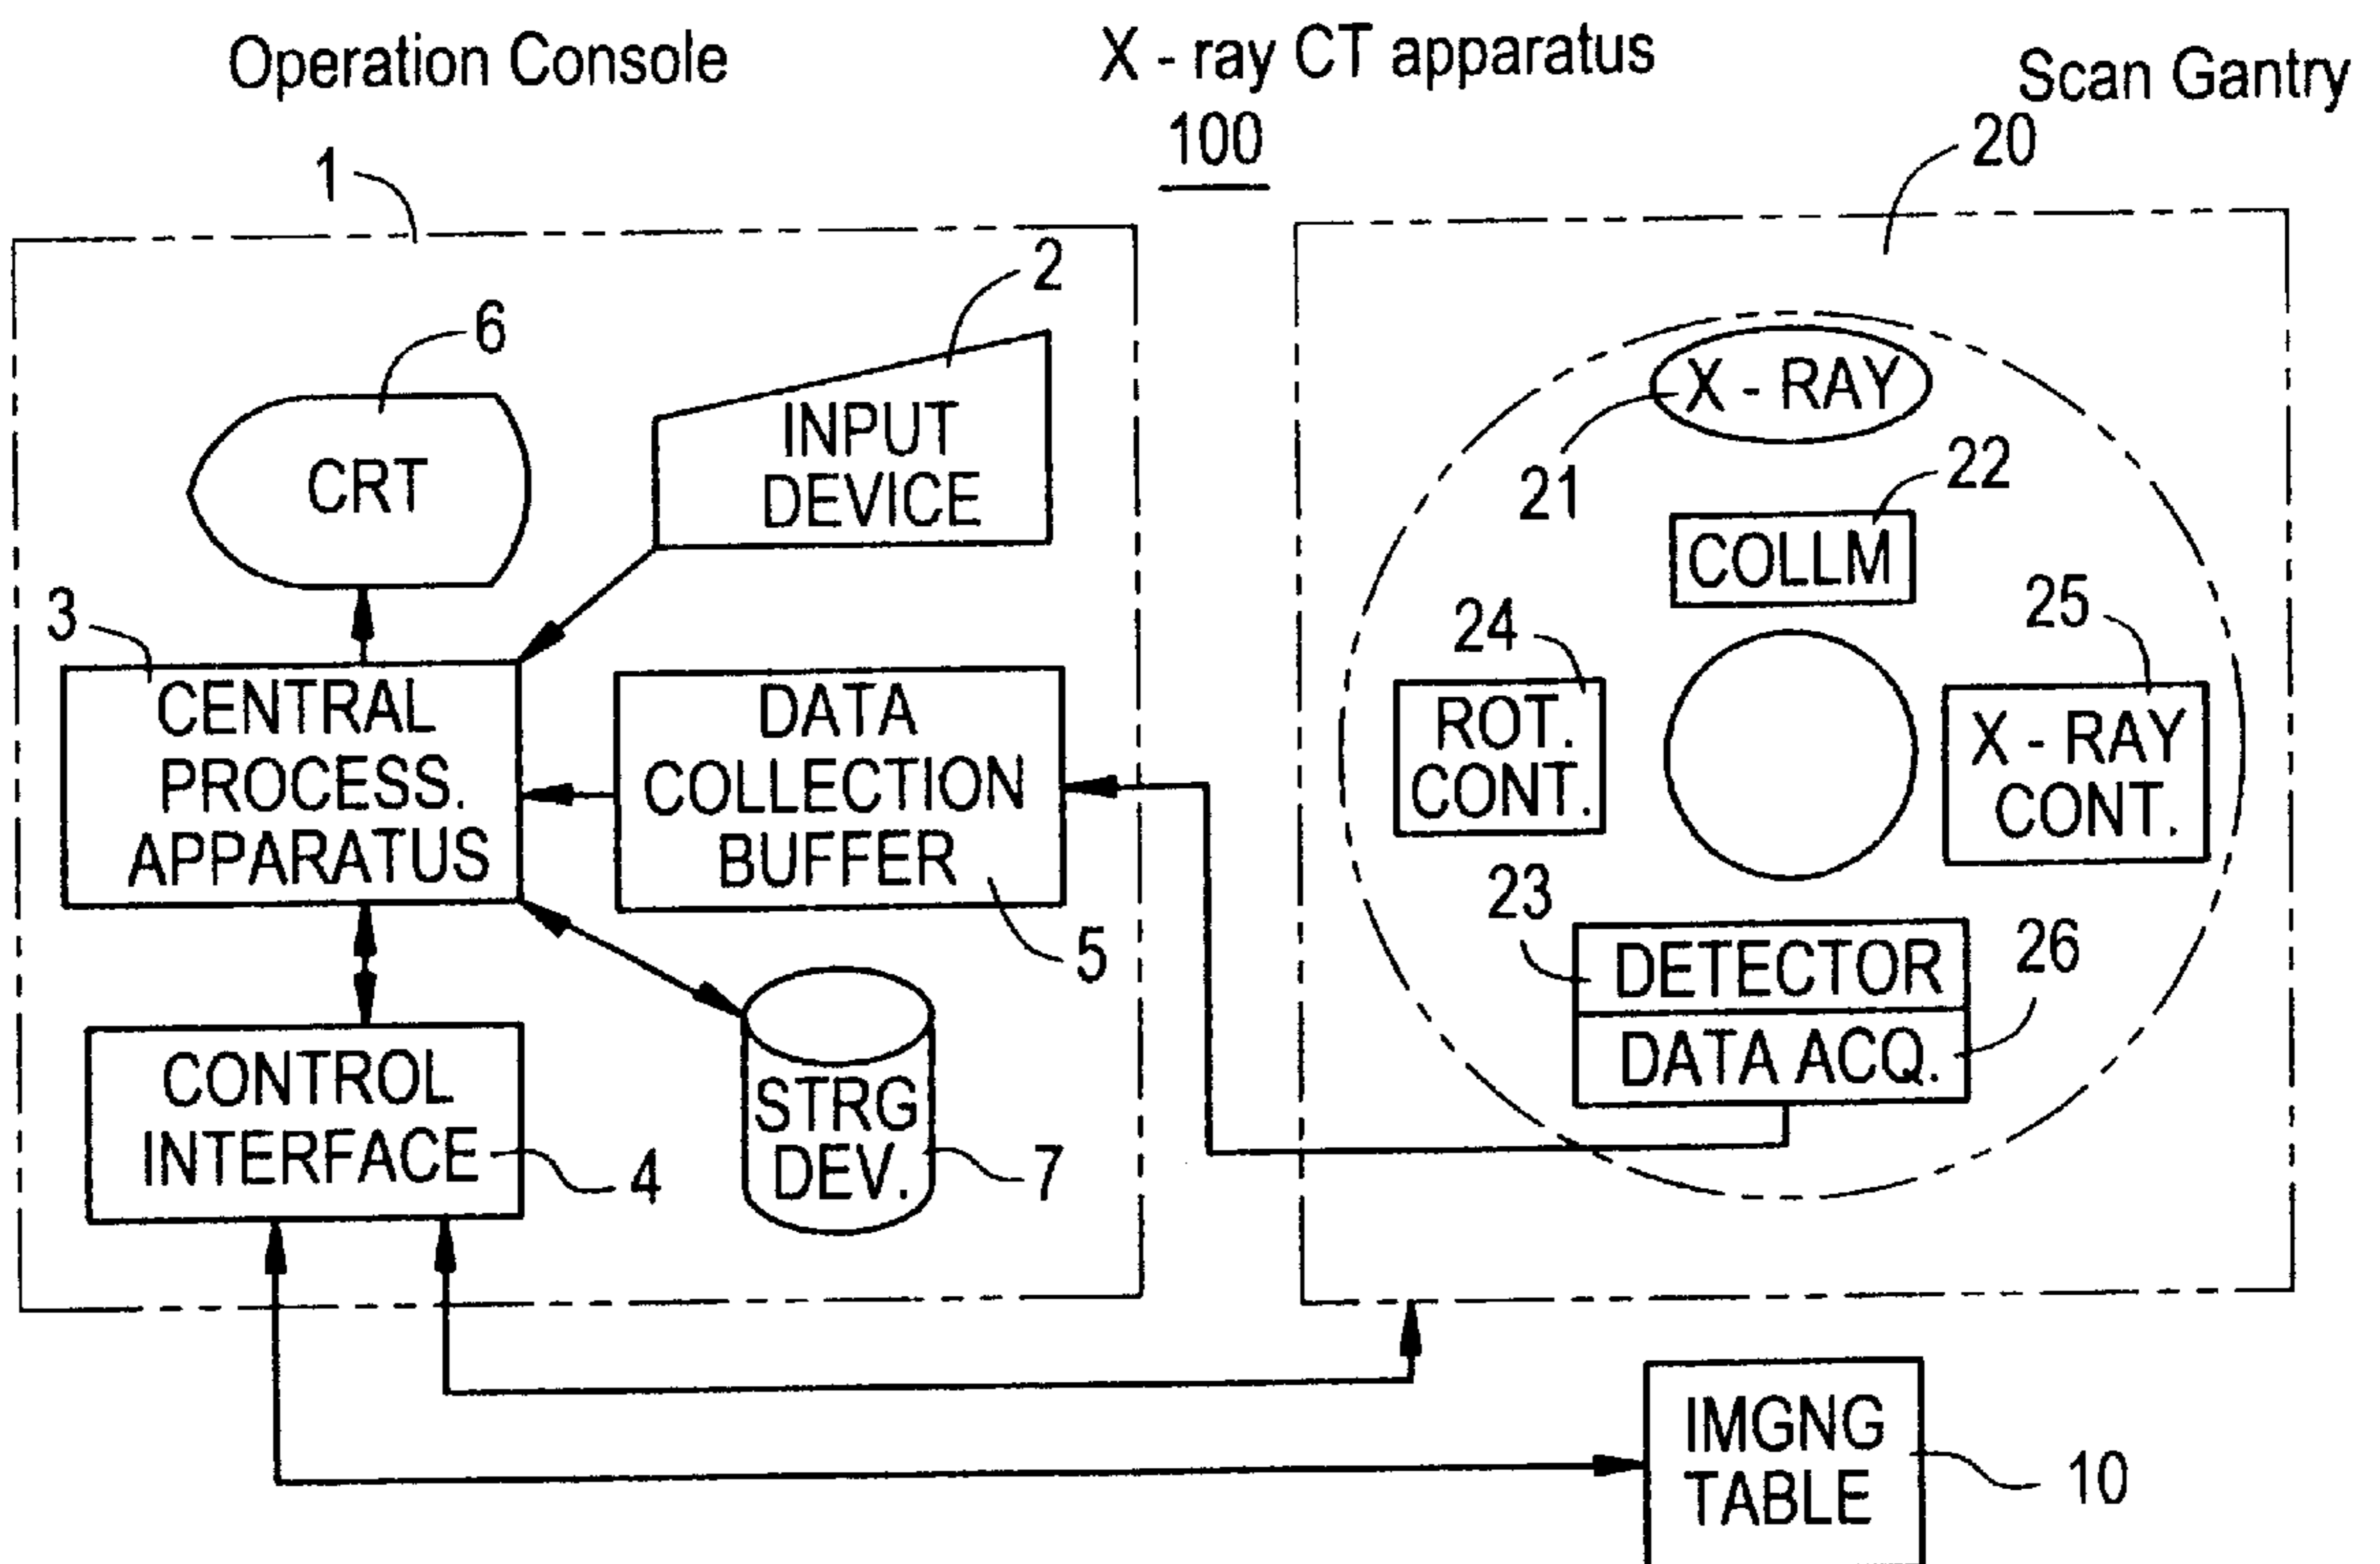 Operation Console
X - ray CT apparatus
100
Scan Gantry
20
1
2
6
CRT
INPUT
DEVICE
3
CENTRAL
PROCESS.
APPARATUS
DATA
COLLECTION
BUFFER
5
CONTROL
INTERFACE
4
STRG
DEV.
7
X - RAY
21
22
COLLM
24
ROT.
CONT.
25
X - RAY
CONT.
23
DETECTOR
26
DATA ACQ.
IMGNG
TABLE
10